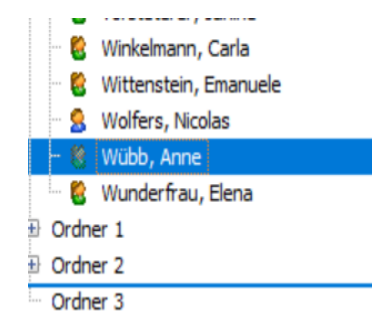 Winkelmann, Carla
Wittenstein, Emanuele
Wolfers, Nicolas
Wübb, Anne
Wunderfrau, Elena
Ordner 1
Ordner 2
Ordner 3